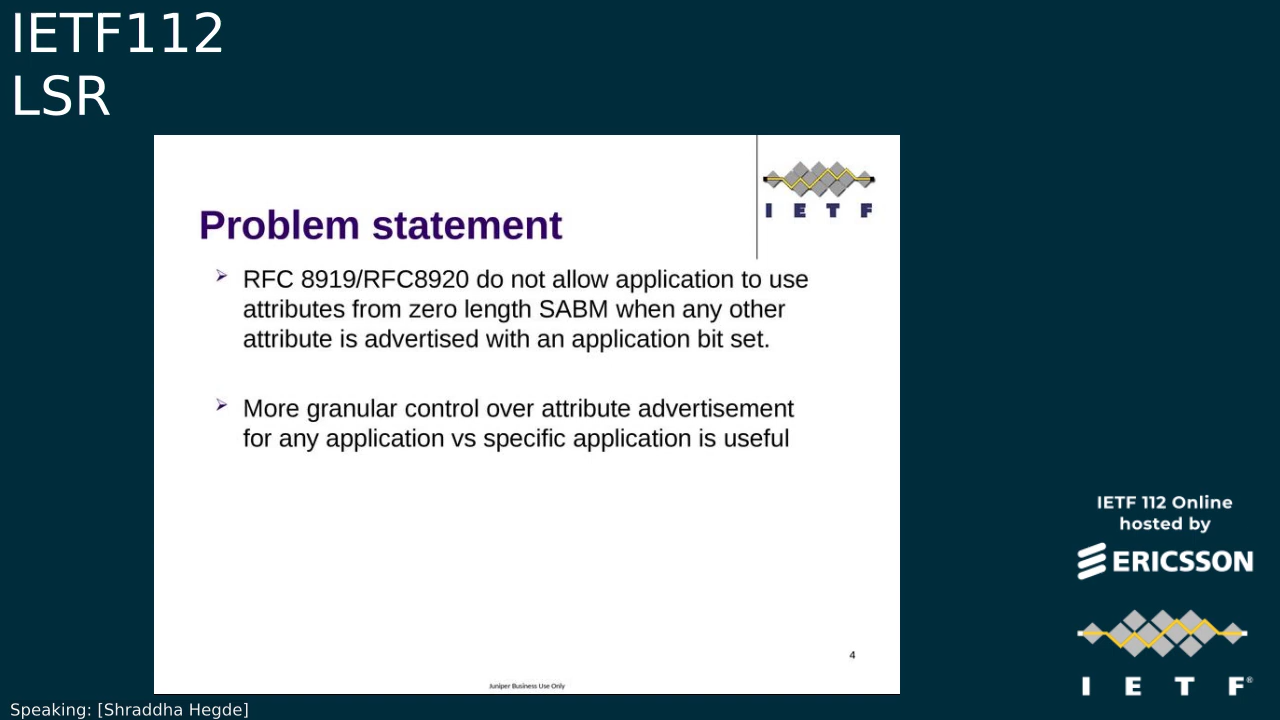 IETF112
LSR
I E T F
Problem statement
RFC 8919/RFC8920 do not allow application to use
attributes from zero length SABM when any other
attribute is advertised with an application bit set.
More granular control over attribute advertisement
for any application vs specific application is useful
4
Juniper Business Use Only
IETF 112 Online
hosted by
ERICSSON
I E T F®
Speaking: [Shraddha Hegde]